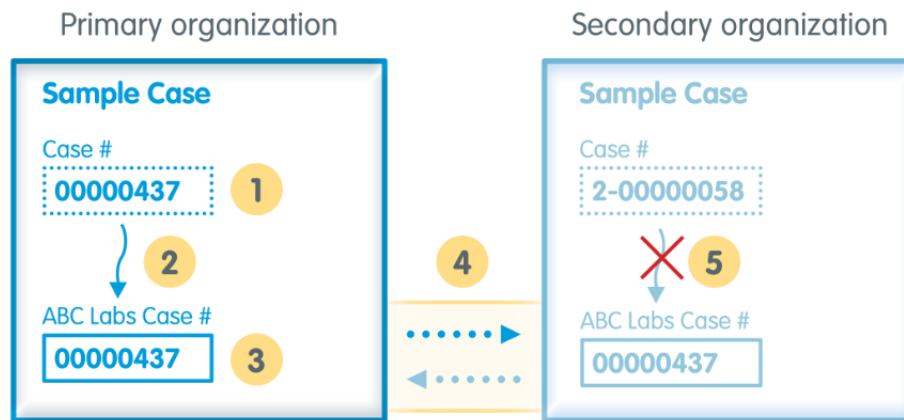 Primary organization
Sample Case
Case #
00000437
1
2
ABC Labs Case #
00000437
3
4
Secondary organization
Sample Case
Case #
2-00000058
5
ABC Labs Case #
00000437